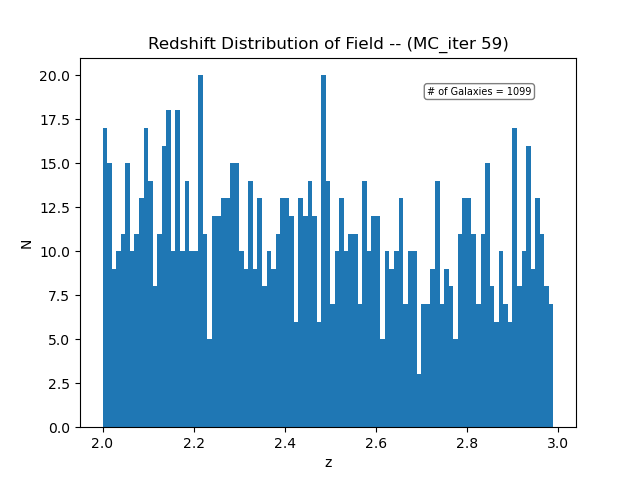 Redshift Distribution of Field -- (MC_iter 59)
# of Galaxies = 1099
20.0
17.5
15.0
12.5
10.0
7.5
5.0
2.5
0.0
N
2.0 2.2 2.4 2.6 2.8 3.0
z